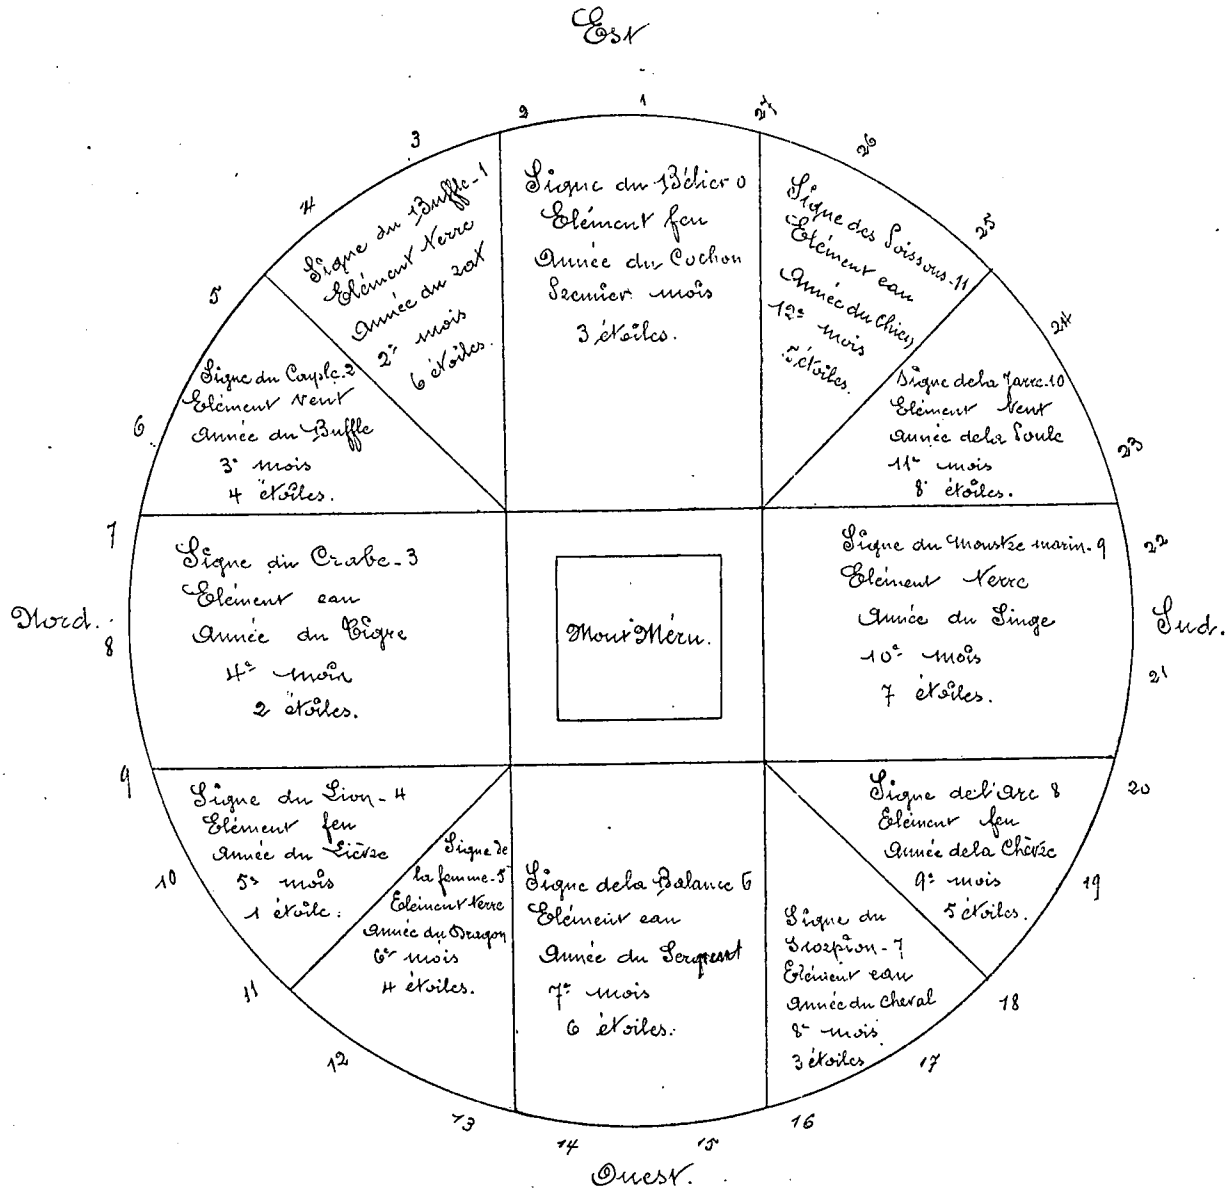 Est
1
2
3
4
5
6
7
8
9
10
11
12
13
14
15
16
17
18
19
20
21
22
23
24
25
26
27
Signe du Bélier 0
Elément feu
Année du Cochon
Premier mois
3 étoiles.
Signe du Buffle-1
Elément Terre
Année du rat
2e mois
6 étoiles.
Signe du Couple-2
Elément Vent
Année du Buffle
3e mois
4 étoiles.
Signe du Crabe-3
Elément eau
Année du Tigre
4e mois
2 étoiles.
Signe du Lion-4
Elément feu
Année du Lièvre
5e mois
1 étoile.
Signe de
la femme-5
Elément Terre
Année du Dragon
6e mois
4 étoiles.
Signe de la Balance 6
Elément eau
Année du Serpent
7e mois
6 étoiles.
Signe du
Scorpion-7
Elément eau
Année du Cheval
8e mois
3 étoiles
Signe de l'Arc 8
Elément feu
Année de la Chèvre
9e mois
5 étoiles.
Signe du Monstre marin-9
Elément Terre
Année du Singe
10e mois
7 étoiles.
Signe de la Jarre-10
Elément Vent
Année de la Poule
11e mois
8 étoiles.
Signe des Poissons-11
Elément eau
Année du Chien
12e mois
5 étoiles.
Mont Méru.
Nord.
Sud.
Ouest.